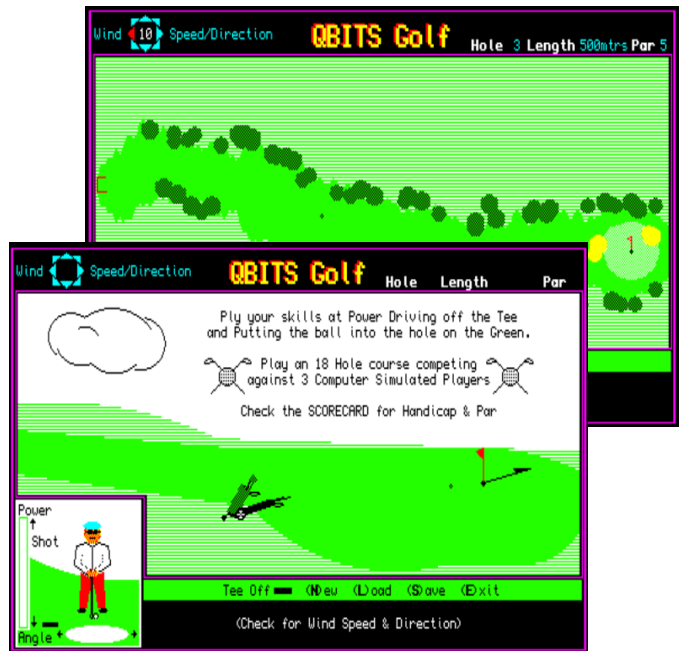 Wind 10 Speed/Direction QBITS Golf Hole 3 Length 500mtrs Par 5
Wind Speed/Direction QBITS Golf Hole Length Par
Ply your skills at Power Driving off the Tee
and Putting the ball into the hole on the Green.
Play an 18 Hole course competing
against 3 Computer Simulated Players
Check the SCORECARD for Handicap & Par
Power
Shot
Angle
Tee Off (N)ew (L)oad (S)ave (E)xit
(Check for Wind Speed & Direction)